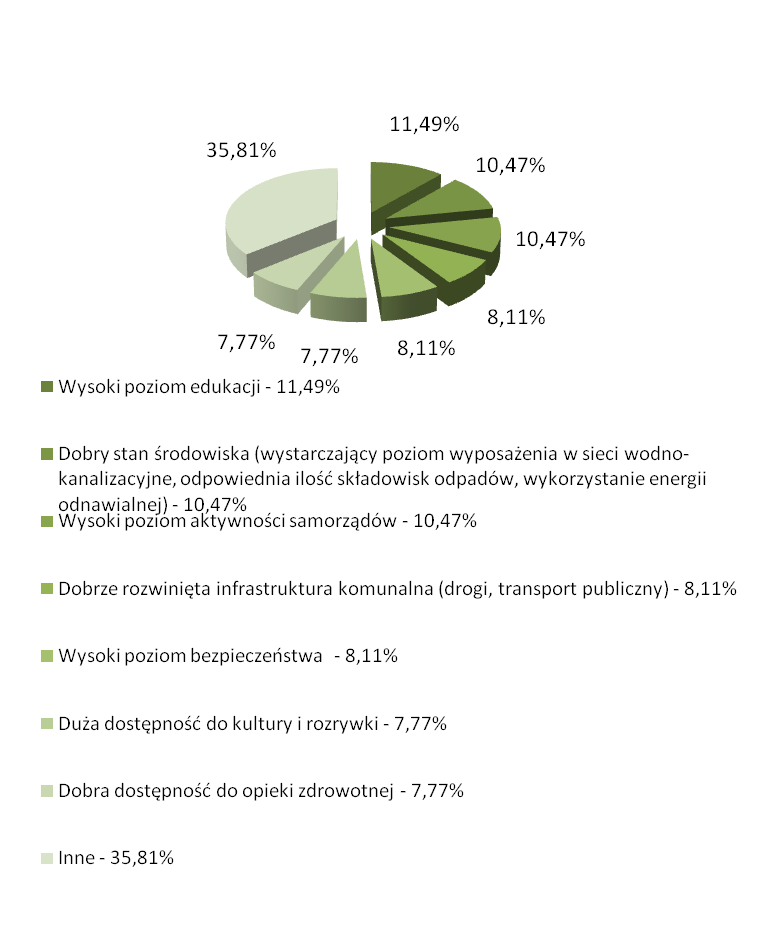 11,49%
35,81%
10,47%
10,47%
8,11%
7,77%
8,11%
7,77%
Wysoki poziom edukacji - 11,49%
Dobry stan środowiska (wystarczający poziom wyposażenia w sieci wodno-
kanalizacyjne, odpowiednia ilość składowisk odpadów, wykorzystanie energii
odnawialnej) - 10,47%
Wysoki poziom aktywności samorządów - 10,47%
Dobrze rozwinięta infrastruktura komunalna (drogi, transport publiczny) - 8,11%
Wysoki poziom bezpieczeństwa - 8,11%
Duża dostępność do kultury i rozrywki - 7,77%
Dobra dostępność do opieki zdrowotnej - 7,77%
Inne - 35,81%